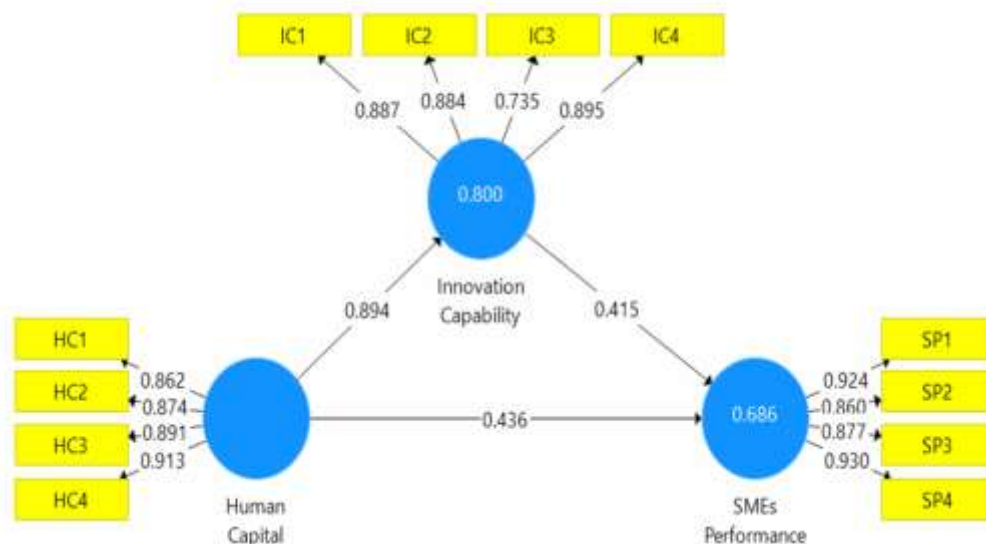 IC1 IC2 IC3 IC4
0.887 0.884 0.735 0.895
0.800
Innovation
Capability
0.894
0.415
HC1
HC2
HC3
HC4
0.862
0.874
0.891
0.913
Human
Capital
0.436
0.686
SMEs
Performance
0.924
0.860
0.877
0.930
SP1
SP2
SP3
SP4